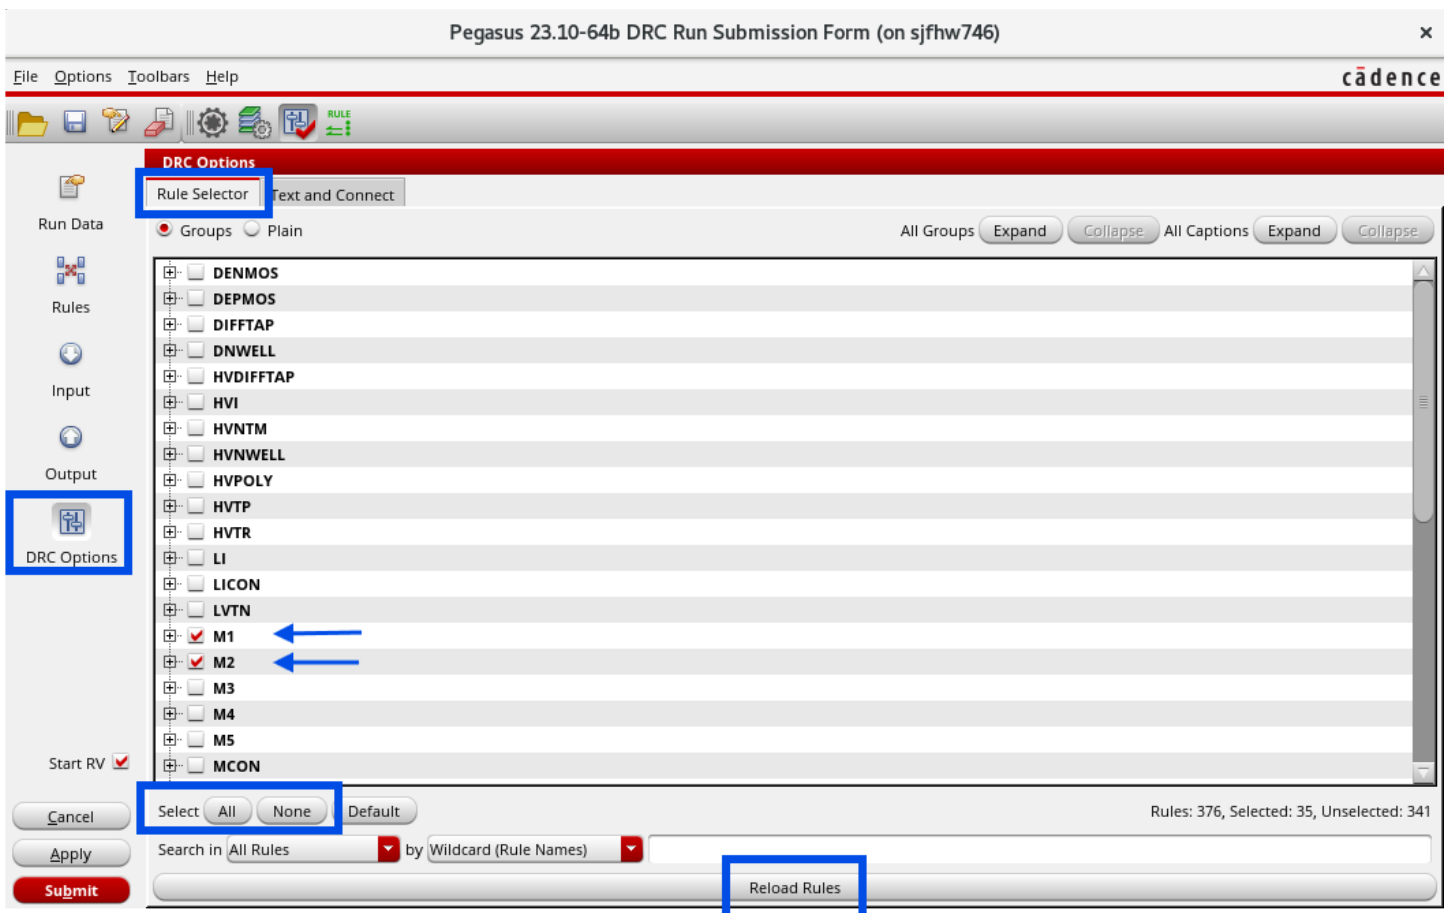 Pegasus 23.10-64b DRC Run Submission Form (on sjfhw746)
File Options Toolbars Help
cādence
RULE
DRC Options
Rule Selector Text and Connect
Run Data
Groups Plain All Groups Expand Collapse All Captions Expand Collapse
DENMOS
DEPMOS
Rules
DIFFTAP
DNWELL
HVDIFFTAP
Input
HVI
HVNTM
HVNWELL
Output
HVPOLY
HVTP
HVTR
DRC Options
LI
LICON
LVTN
M1
M2
M3
M4
M5
Start RV
MCON
Select All None Default Rules: 376, Selected: 35, Unselected: 341
Cancel
Search in All Rules by Wildcard (Rule Names)
Apply
Reload Rules
Submit